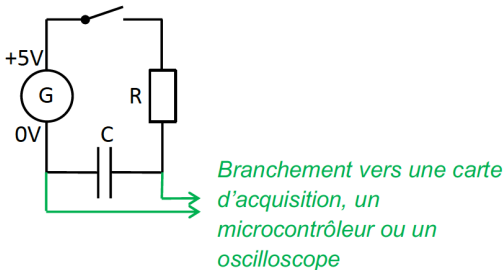 +5V
G
R
0V
C
Branchement vers une carte
d'acquisition, un
microcontrôleur ou un
oscilloscope